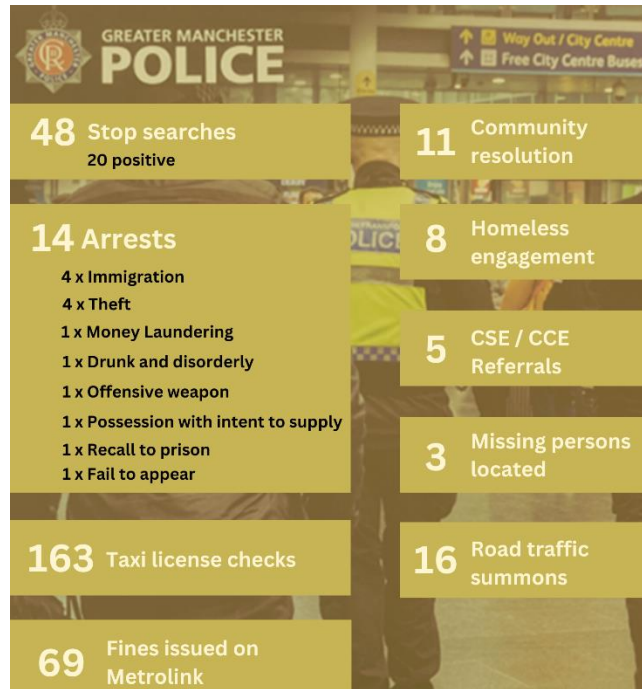 GREATER MANCHESTER
POLICE
Way Out / City Centre
Free City Centre Buses
48 Stop searches
20 positive
14 Arrests
4 x Immigration
4 x Theft
1 x Money Laundering
1 x Drunk and disorderly
1 x Offensive weapon
1 x Possession with intent to supply
1 x Recall to prison
1 x Fail to appear
163 Taxi license checks
69 Fines issued on
Metrolink
11 Community
resolution
POLICE
8 Homeless
engagement
5 CSE / CCE
Referrals
3 Missing persons
located
16 Road traffic
summons